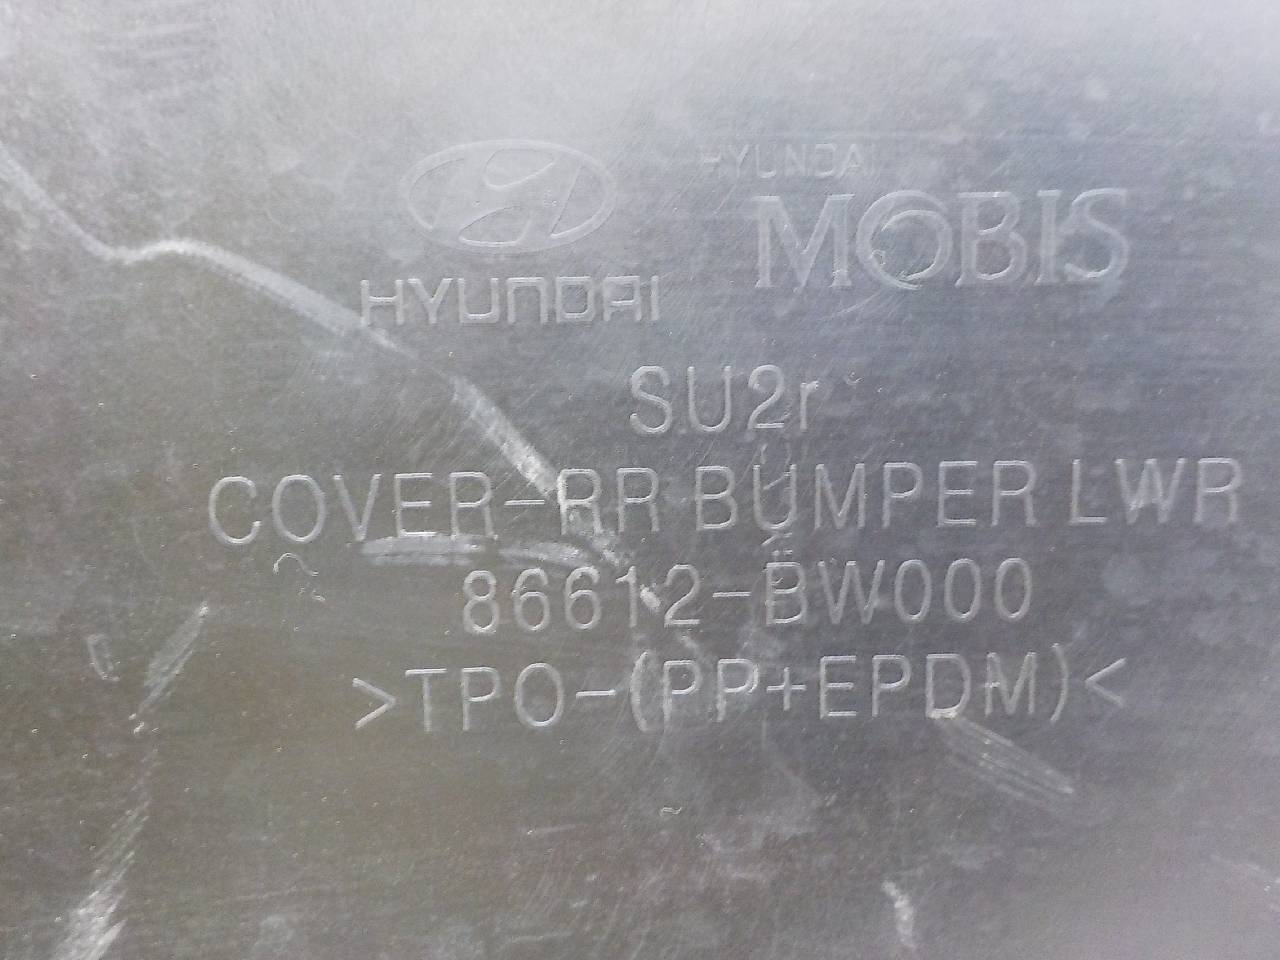 HYUNDAI
HYUNDAI
MOBIS
SU2r
COVER-RR BUMPER LWR
86612-BW000
>TPO-(PP+EPDM)<